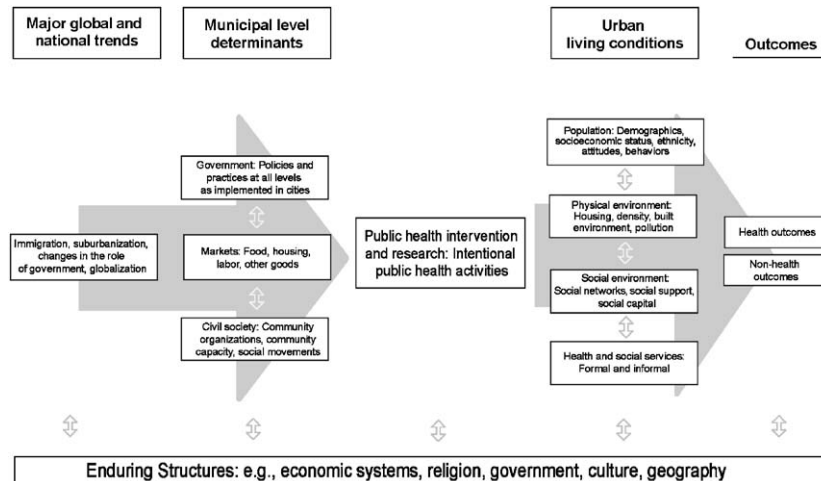 Major global and
national trends
Municipal level
determinants
Urban
living conditions
Outcomes
Immigration, suburbanization,
changes in the role
of government, globalization
Government: Policies and
practices at all levels
as implemented in cities
Markets: Food, housing,
labor, other goods
Civil society: Community
organizations, community
capacity, social movements
Public health intervention
and research: Intentional
public health activities
Population: Demographics,
socioeconomic status, ethnicity,
attitudes, behaviors
Physical environment:
Housing, density, built
environment, pollution
Social environment:
Social networks, social support,
social capital
Health and social services:
Formal and informal
Health outcomes
Non-health
outcomes
Enduring Structures: e.g., economic systems, religion, government, culture, geography